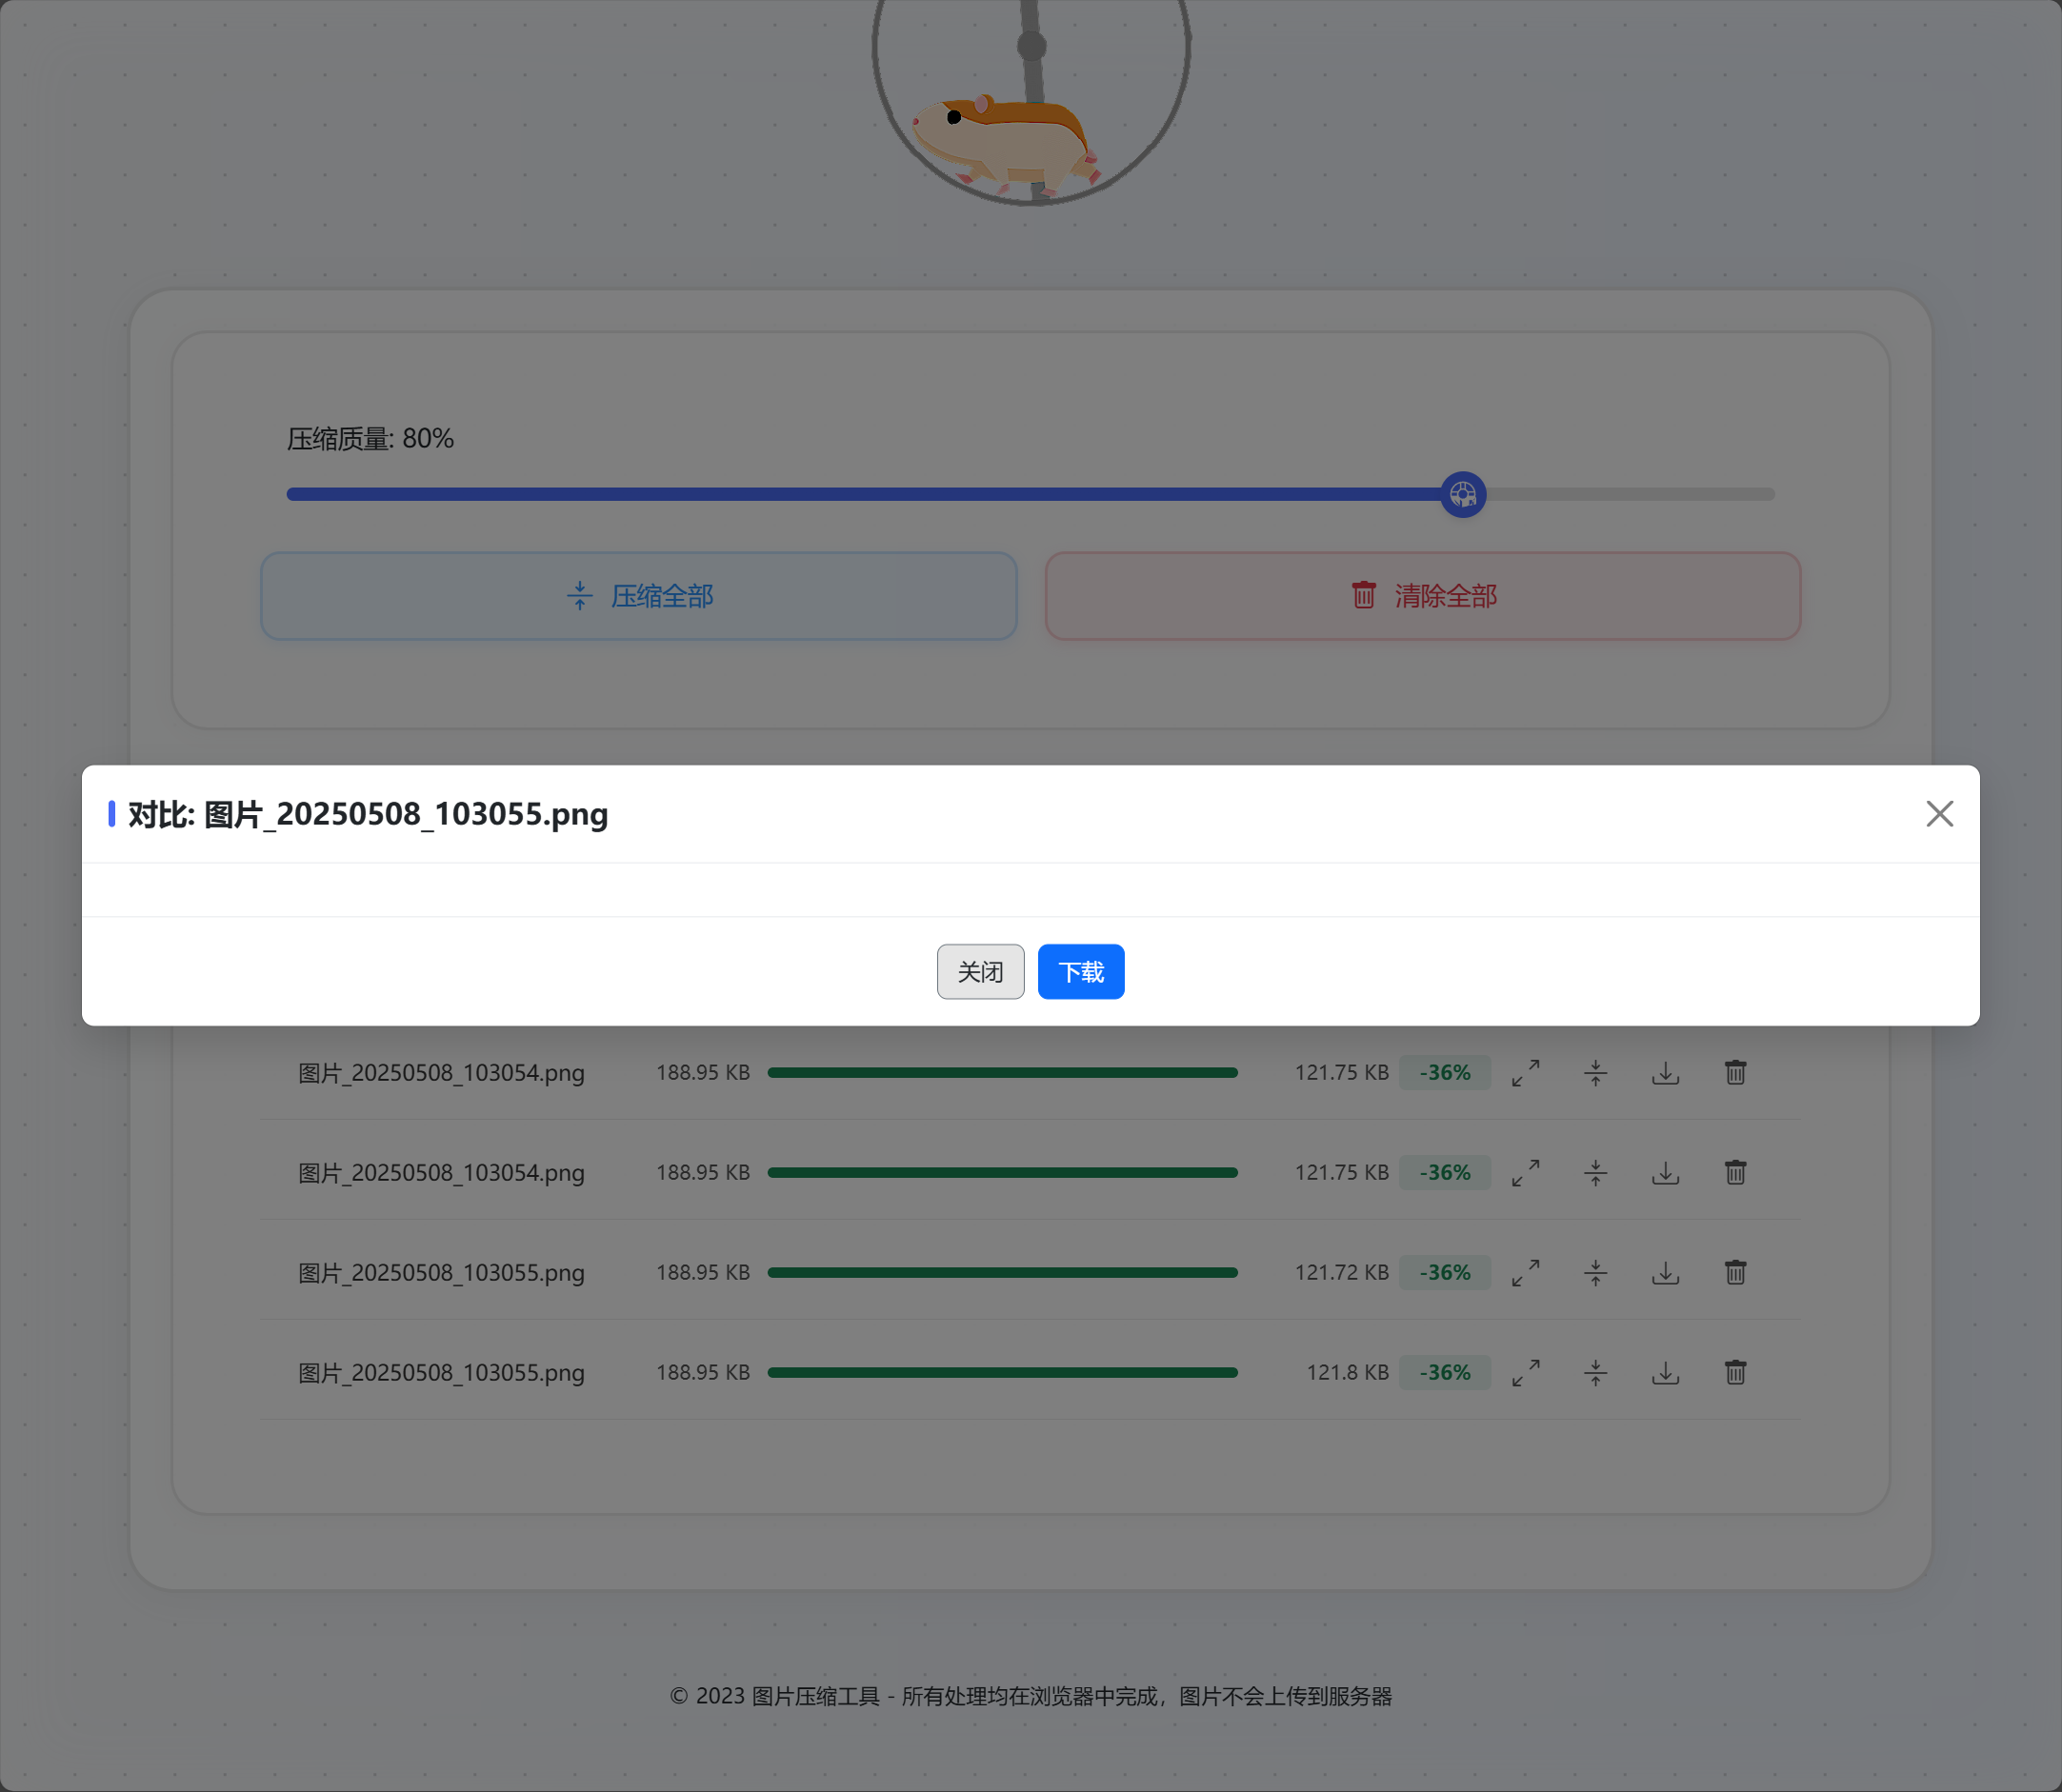 压缩质量: 80%
压缩全部
清除全部
对比: 图片_20250508_103055.png
关闭
下载
图片_20250508_103054.png 188.95 KB 121.75 KB -36%
图片_20250508_103054.png 188.95 KB 121.75 KB -36%
图片_20250508_103055.png 188.95 KB 121.72 KB -36%
图片_20250508_103055.png 188.95 KB 121.8 KB -36%
© 2023 图片压缩工具 - 所有处理均在浏览器中完成，图片不会上传到服务器